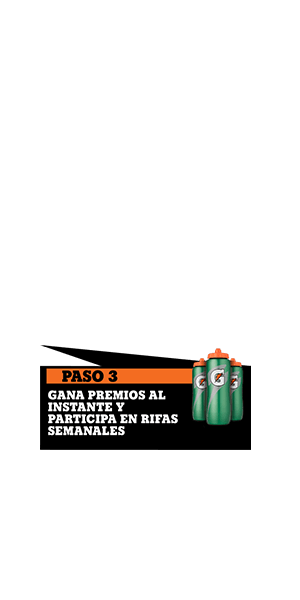 PASO 3
GANA PREMIOS AL
INSTANTE Y
PARTICIPA EN RIFAS
SEMANALES
G
G
G